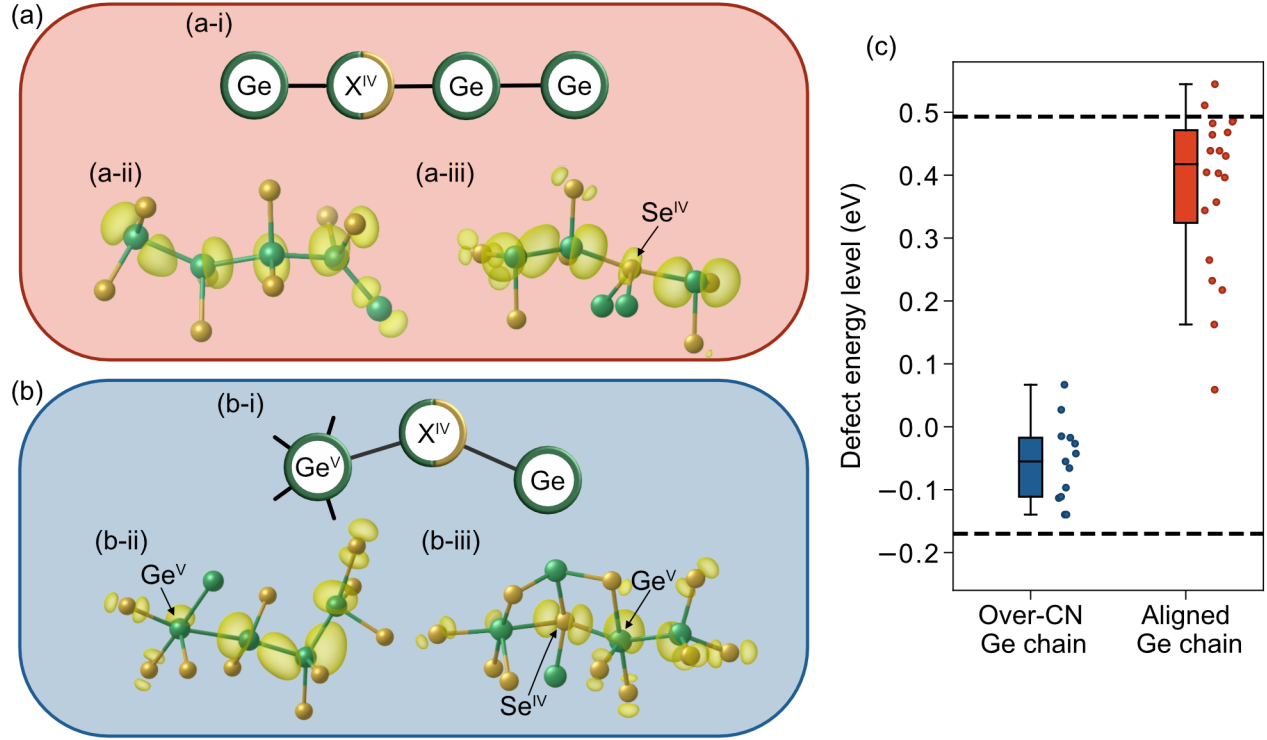 (a)
(a-i)
Ge
X^IV
Ge
Ge
(a-ii)
(a-iii)
Se^IV
(b)
(b-i)
Ge^V
X^IV
Ge
(b-ii)
Ge^V
(b-iii)
Ge^V
Se^IV
(c)
Defect energy level (eV)
0.5
0.4
0.3
0.2
0.1
0.0
−0.1
−0.2
Over-CN
Ge chain
Aligned
Ge chain